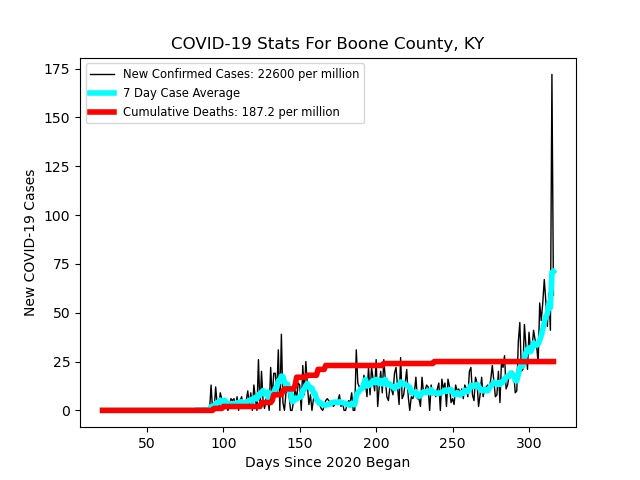 COVID-19 Stats For Boone County, KY
New Confirmed Cases: 22600 per million
7 Day Case Average
Cumulative Deaths: 187.2 per million
New COVID-19 Cases
175
150
125
100
75
50
25
0
50 100 150 200 250 300
Days Since 2020 Began